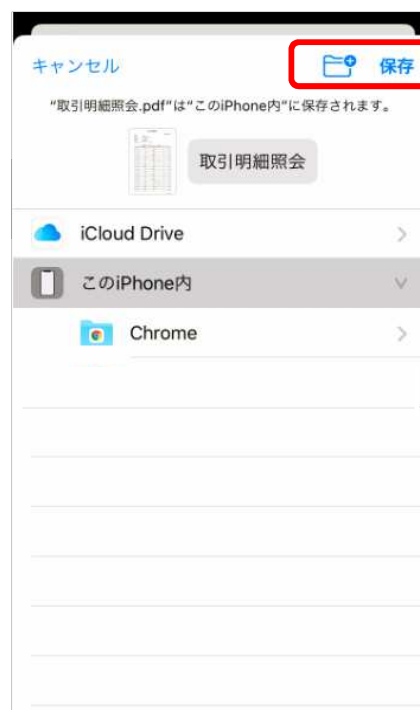 キャンセル 保存
“取引明細照会.pdf”は“このiPhone内”に保存されます。
取引明細照会
iCloud Drive
このiPhone内
Chrome